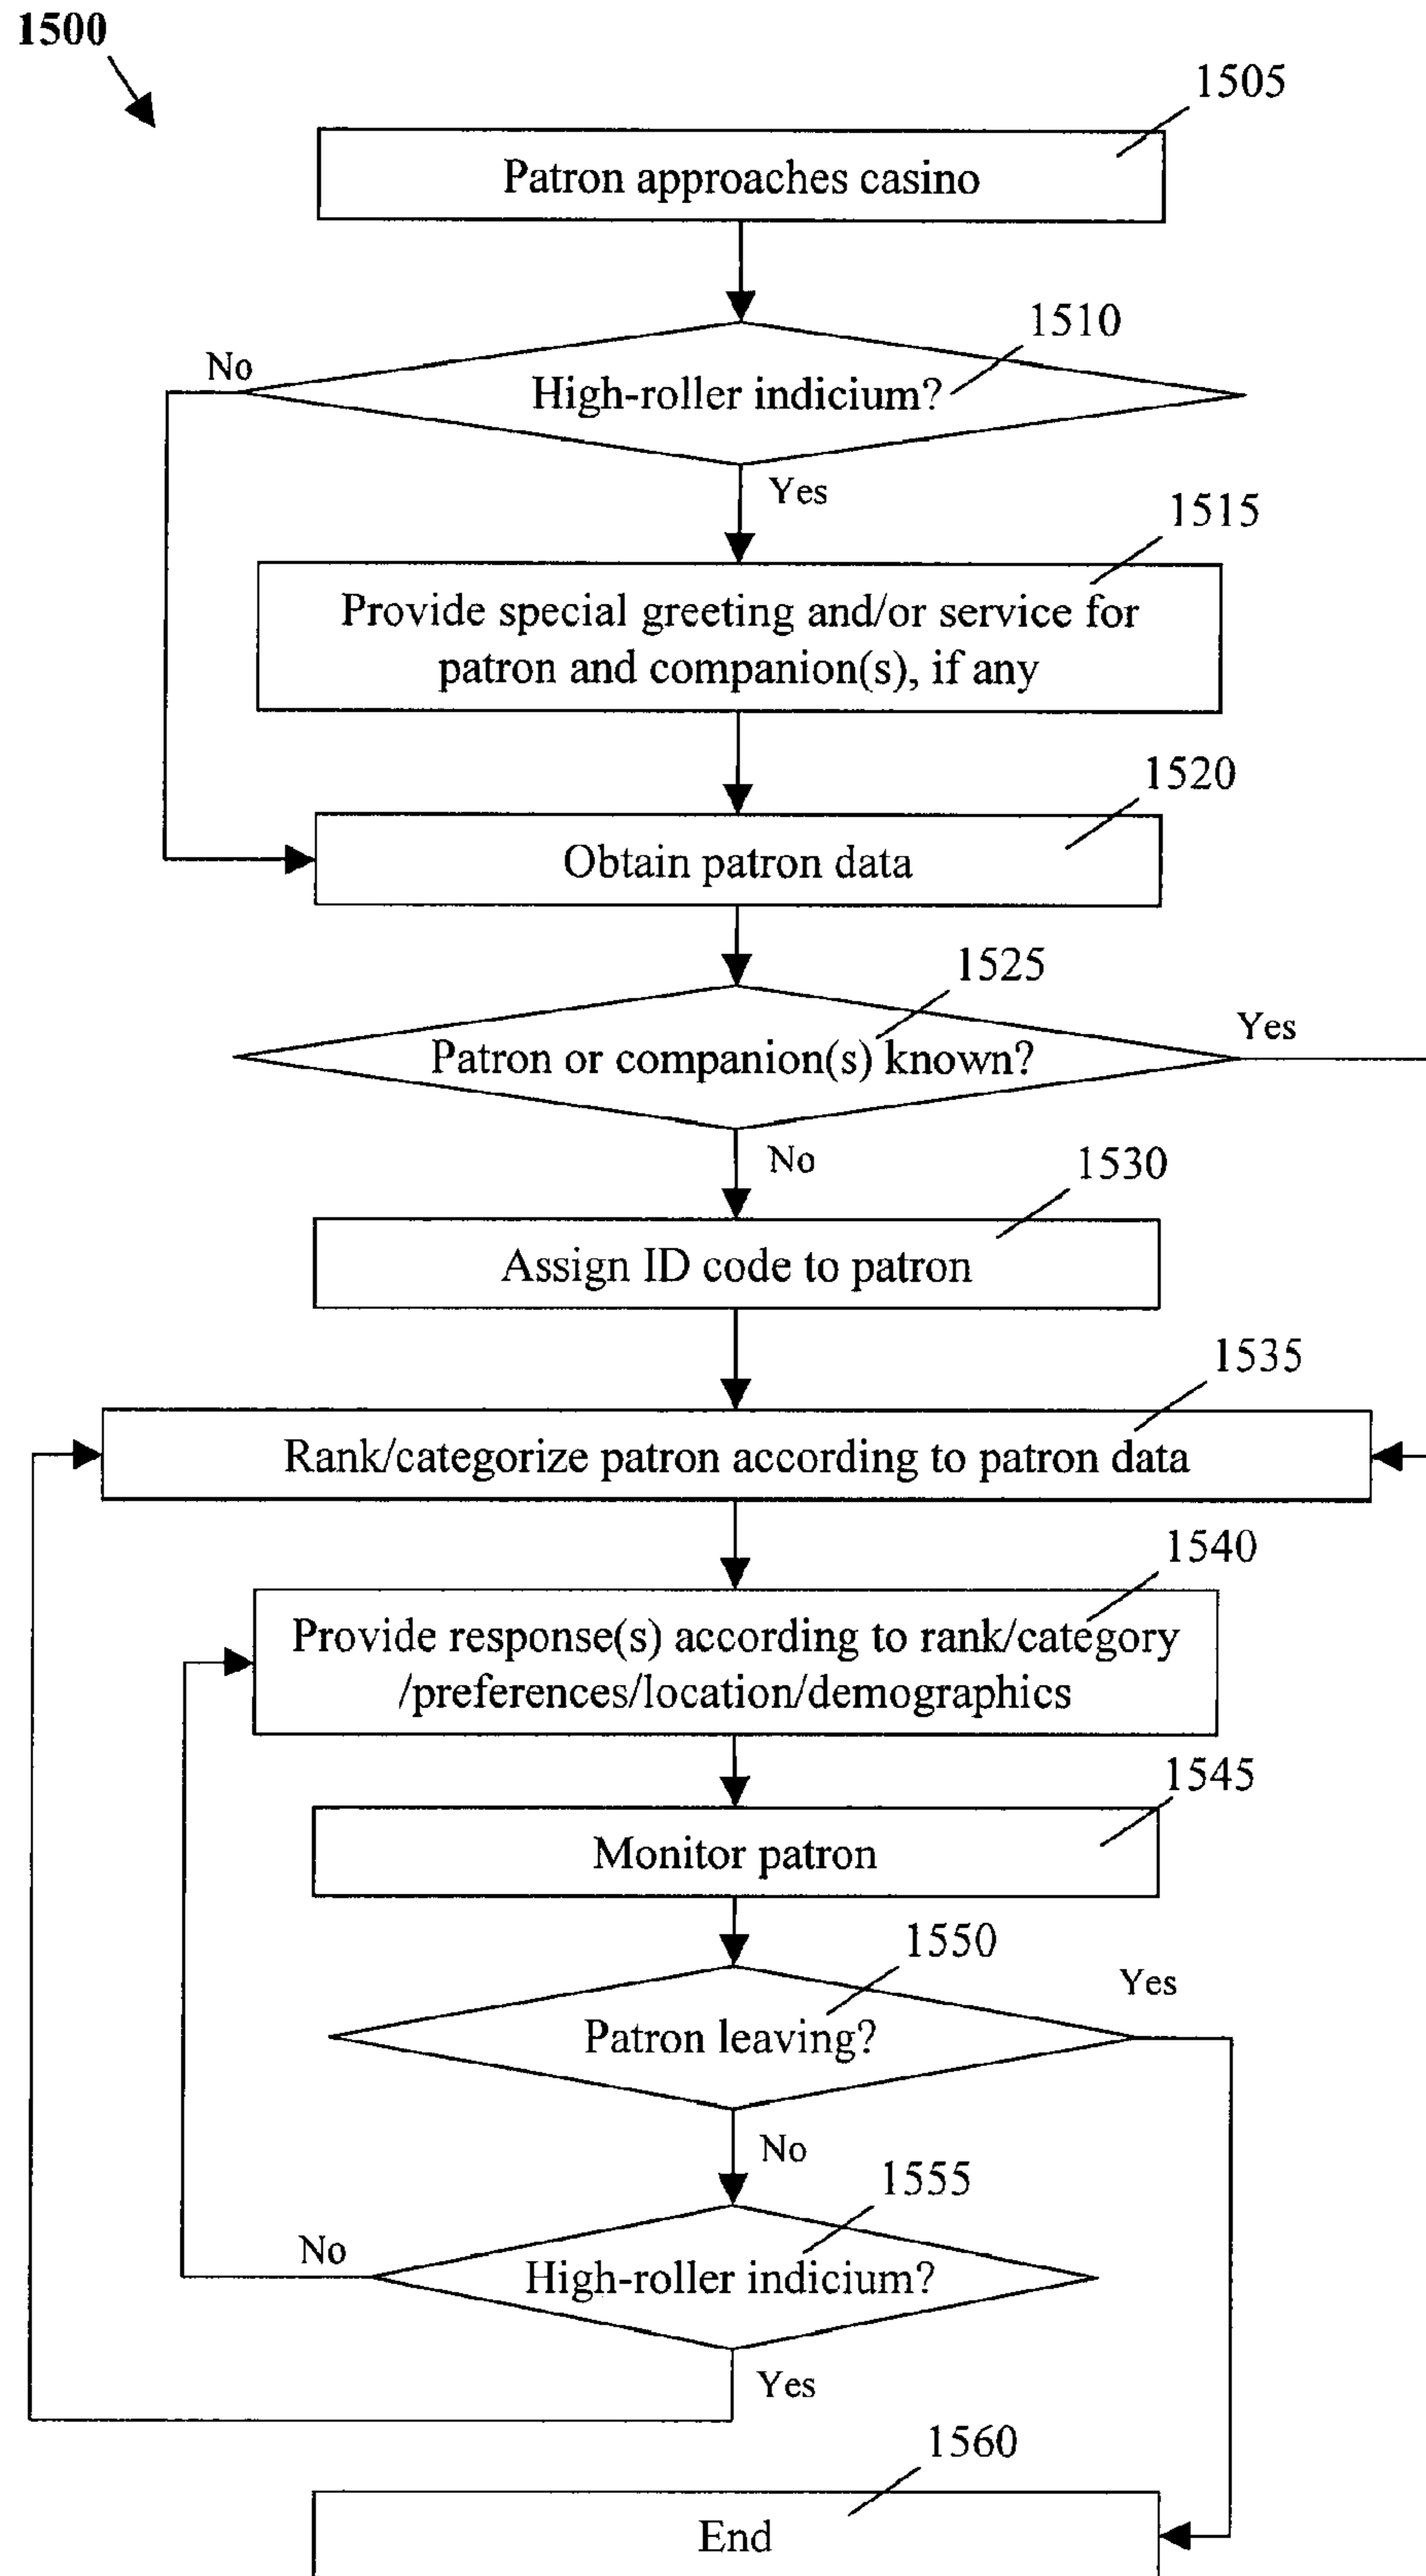 1500
1505
Patron approaches casino
1510
No
High-roller indicium?
Yes
1515
Provide special greeting and/or service for
patron and companion(s), if any
1520
Obtain patron data
1525
Yes
Patron or companion(s) known?
No
1530
Assign ID code to patron
1535
Rank/categorize patron according to patron data
1540
Provide response(s) according to rank/category
/preferences/location/demographics
1545
Monitor patron
1550
Yes
Patron leaving?
No
1555
No
High-roller indicium?
Yes
1560
End